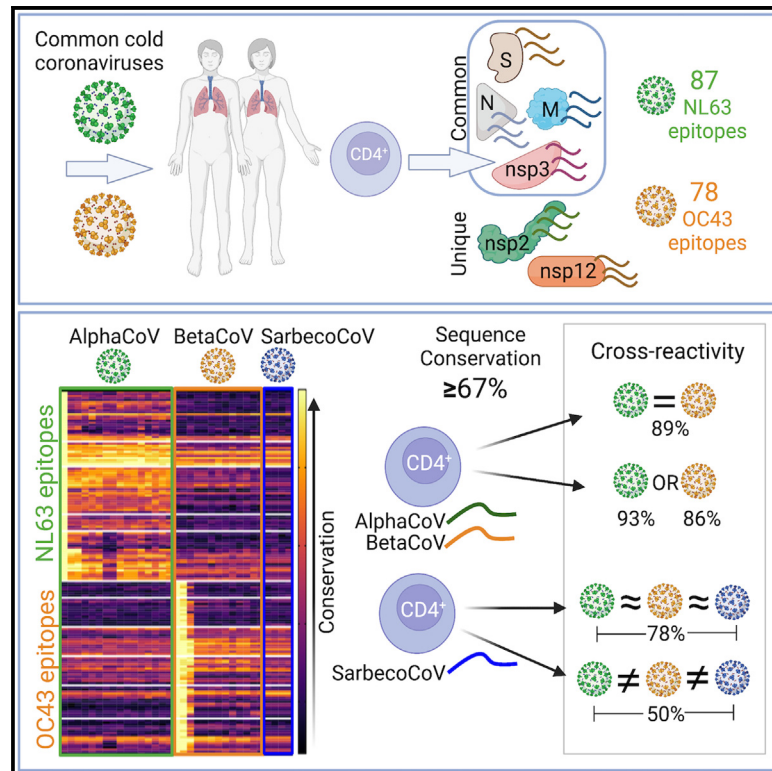 Common cold
coronaviruses
CD4+
Common
S
N
M
nsp3
Unique
nsp2
nsp12
87
NL63
epitopes
78
OC43
epitopes
AlphaCoV
BetaCoV
SarbecoCoV
NL63 epitopes
OC43 epitopes
Conservation
Sequence
Conservation
≥67%
CD4+
AlphaCoV
BetaCoV
CD4+
SarbecoCoV
Cross-reactivity
=
89%
OR
93% 86%
≈ ≈
78%
≠ ≠
50%